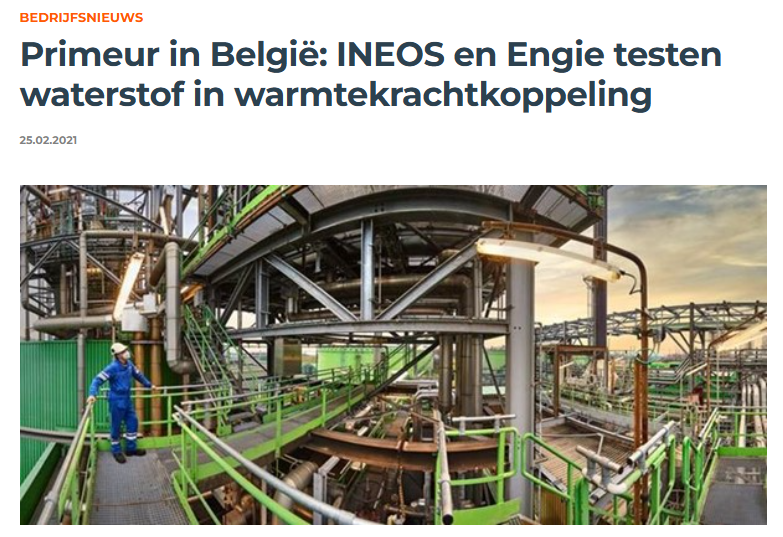 BEDRIJFSNIEUWS
Primeur in België: INEOS en Engie testen
waterstof in warmtekrachtkoppeling
25.02.2021